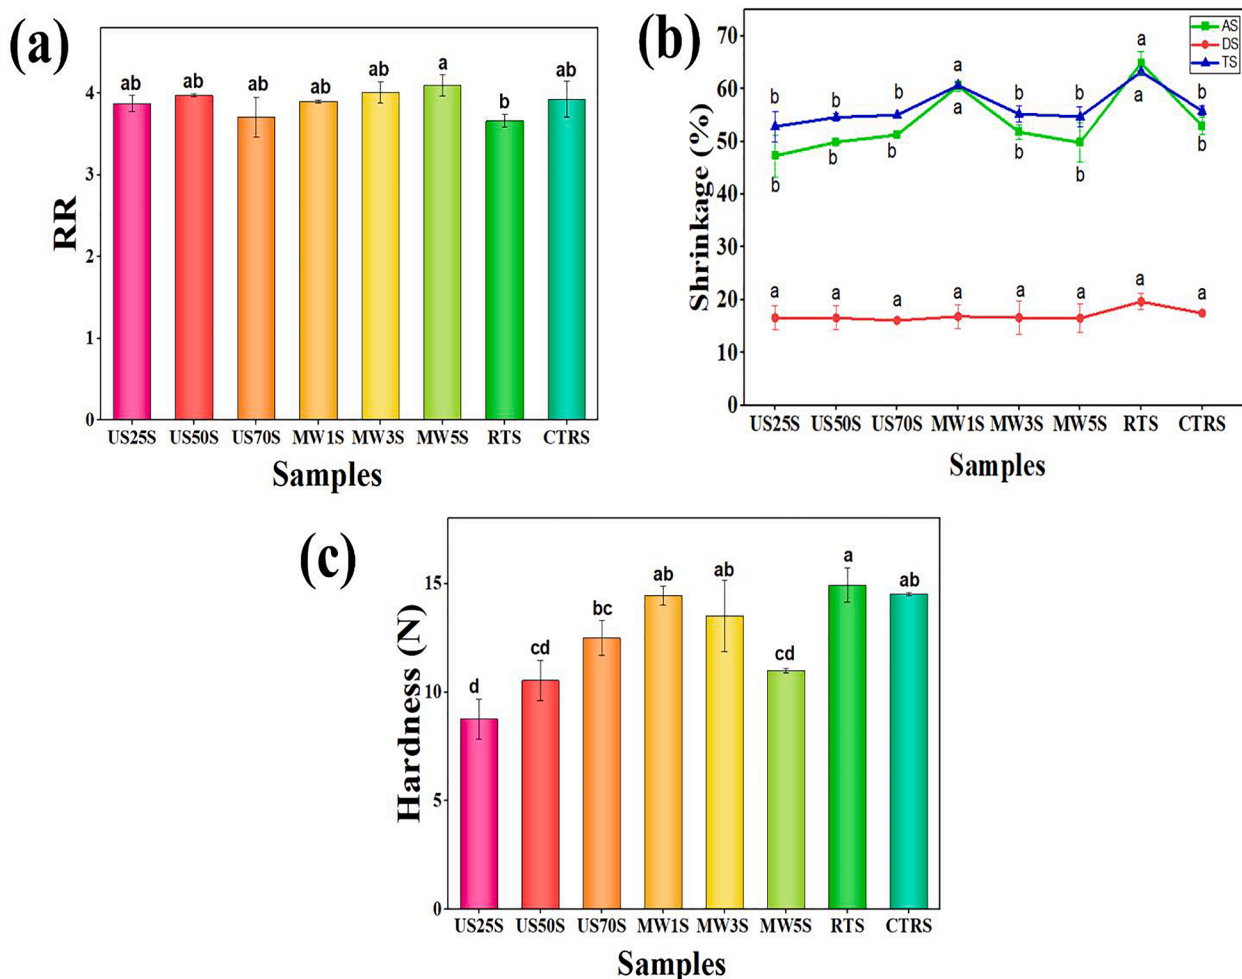 (a)
RR
4
3
2
1
0
ab
ab
ab
ab
ab
a
b
ab
US25S US50S US70S MW1S MW3S MW5S RTS CTRS
Samples
(b)
Shrinkage (%)
70
60
50
40
30
20
10
0
AS
DS
TS
b b b a b b a b
b b b a b b a b
a a a a a a a a
US25S US50S US70S MW1S MW3S MW5S RTS CTRS
Samples
(c)
Hardness (N)
15
10
5
0
d
cd
bc
ab
ab
cd
a
ab
US25S US50S US70S MW1S MW3S MW5S RTS CTRS
Samples